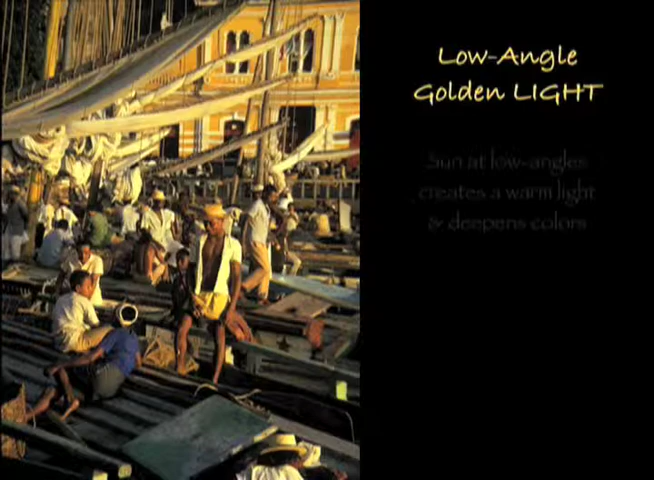 Low-Angle
Golden LIGHT
Sun at low-angles
creates a warm light
& deepens colors